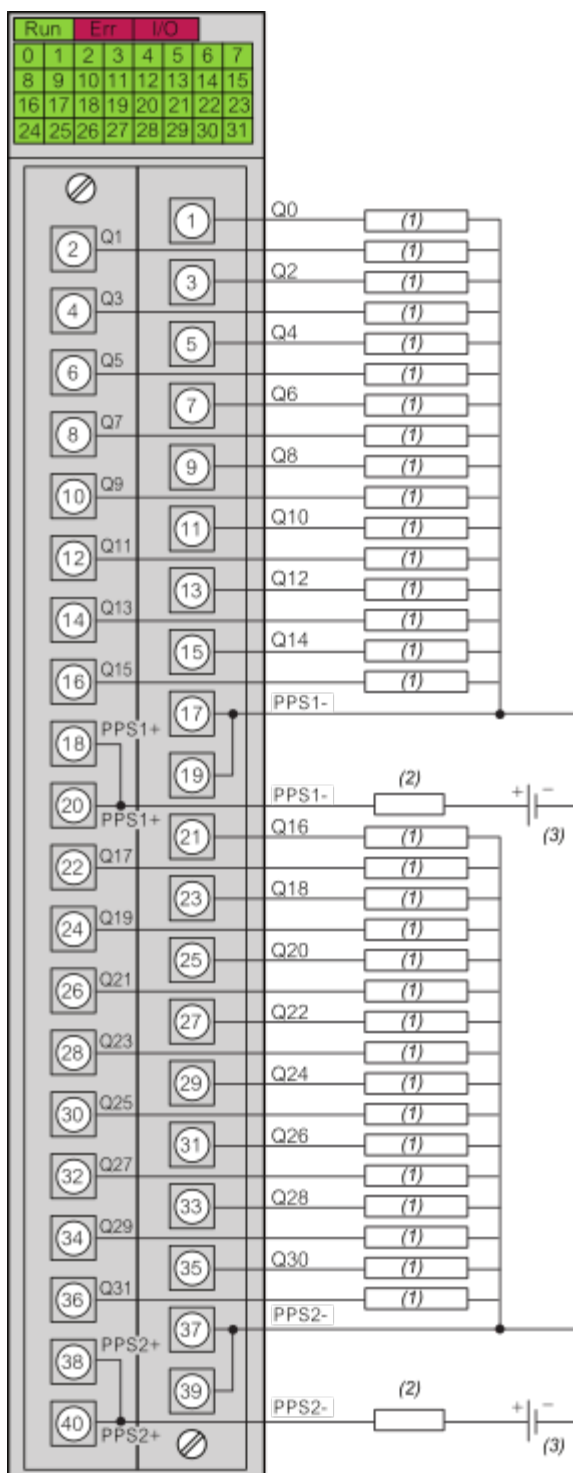 Run Err I/O
0 1 2 3 4 5 6 7
8 9 10 11 12 13 14 15
16 17 18 19 20 21 22 23
24 25 26 27 28 29 30 31
1 Q0 (1)
2 Q1 (1)
3 Q2 (1)
4 Q3 (1)
5 Q4 (1)
6 Q5 (1)
7 Q6 (1)
8 Q7 (1)
9 Q8 (1)
10 Q9 (1)
11 Q10 (1)
12 Q11 (1)
13 Q12 (1)
14 Q13 (1)
15 Q14 (1)
16 Q15 (1)
17 PPS1-
18 PPS1+
19
20 PPS1+ PPS1- (2) + − (3)
21 Q16 (1)
22 Q17 (1)
23 Q18 (1)
24 Q19 (1)
25 Q20 (1)
26 Q21 (1)
27 Q22 (1)
28 Q23 (1)
29 Q24 (1)
30 Q25 (1)
31 Q26 (1)
32 Q27 (1)
33 Q28 (1)
34 Q29 (1)
35 Q30 (1)
36 Q31 (1)
37 PPS2-
38 PPS2+
39
40 PPS2+ PPS2- (2) + − (3)